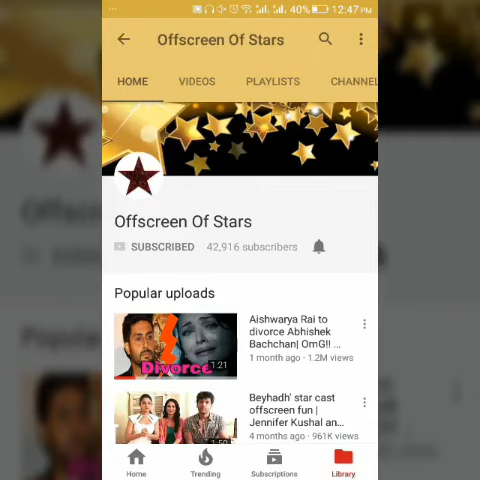 40% 12:47 PM
Offscreen Of Stars
HOME VIDEOS PLAYLISTS CHANNEL
Offscreen Of Stars
SUBSCRIBED 42,916 subscribers
Popular uploads
Aishwarya Rai to
divorce Abhishek
Bachchan| OmG!! ...
1 month ago · 1.2M views
Divorce
1:21
Beyhadh' star cast
offscreen fun |
Jennifer Kushal an...
4 months ago · 961K views
1:50
Home Trending Subscriptions Library